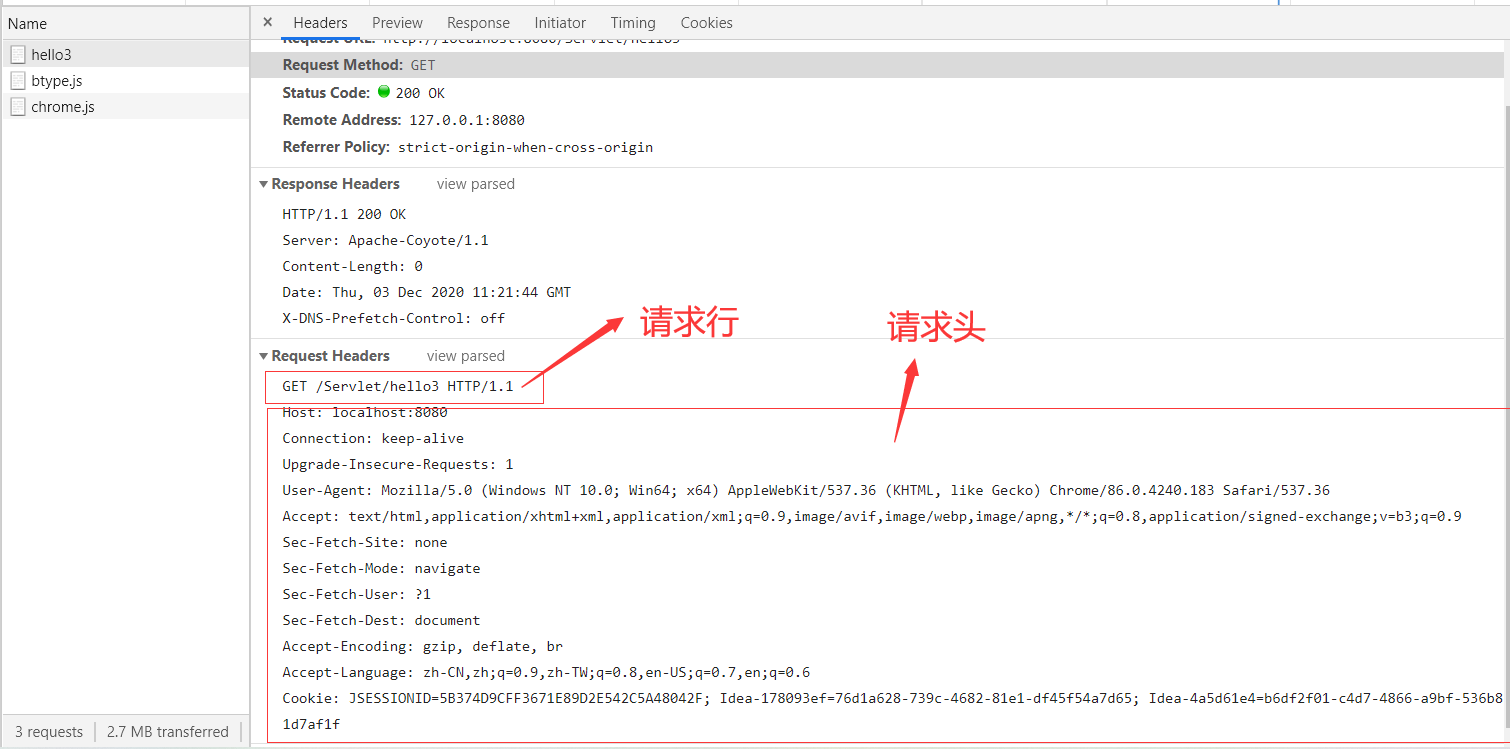 Name
× Headers Preview Response Initiator Timing Cookies
hello3
btype.js
chrome.js
Request URL: http://localhost:8080/Servlet/hello3
Request Method: GET
Status Code: 200 OK
Remote Address: 127.0.0.1:8080
Referrer Policy: strict-origin-when-cross-origin
Response Headers view parsed
HTTP/1.1 200 OK
Server: Apache-Coyote/1.1
Content-Length: 0
Date: Thu, 03 Dec 2020 11:21:44 GMT
X-DNS-Prefetch-Control: off
请求行
请求头
Request Headers view parsed
GET /Servlet/hello3 HTTP/1.1
Host: localhost:8080
Connection: keep-alive
Upgrade-Insecure-Requests: 1
User-Agent: Mozilla/5.0 (Windows NT 10.0; Win64; x64) AppleWebKit/537.36 (KHTML, like Gecko) Chrome/86.0.4240.183 Safari/537.36
Accept: text/html,application/xhtml+xml,application/xml;q=0.9,image/avif,image/webp,image/apng,*/*;q=0.8,application/signed-exchange;v=b3;q=0.9
Sec-Fetch-Site: none
Sec-Fetch-Mode: navigate
Sec-Fetch-User: ?1
Sec-Fetch-Dest: document
Accept-Encoding: gzip, deflate, br
Accept-Language: zh-CN,zh;q=0.9,zh-TW;q=0.8,en-US;q=0.7,en;q=0.6
Cookie: JSESSIONID=5B374D9CFF3671E89D2E542C5A48042F; Idea-178093ef=76d1a628-739c-4682-81e1-df45f54a7d65; Idea-4a5d61e4=b6df2f01-c4d7-4866-a9bf-536b8
1d7af1f
3 requests 2.7 MB transferred